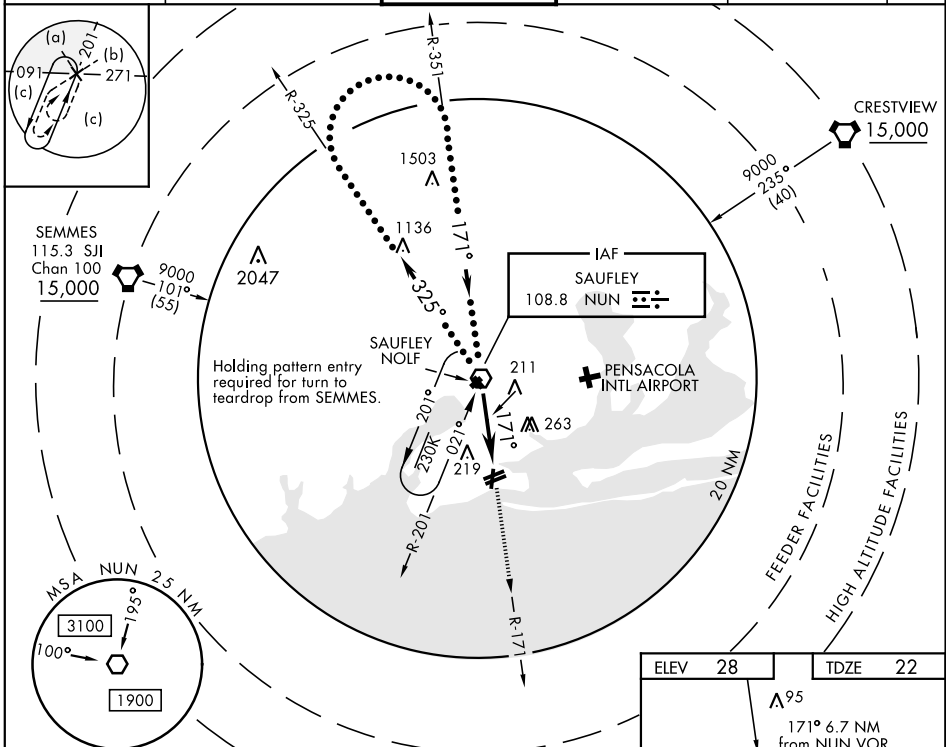 (a)
201
(b)
091
271
(c)
(c)
R-351
R-325
CRESTVIEW
15,000
9000
235°
(40)
1503
1136
171°
325°
SEMMES
115.3 SJI
Chan 100
15,000
9000
101°
(55)
2047
IAF
SAUFLEY
108.8 NUN
SAUFLEY
NOLF
Holding pattern entry
required for turn to
teardrop from SEMMES.
211
PENSACOLA
INTL AIRPORT
201°
230K
021°
171°
263
219
20 NM
R-201
R-171
FEEDER FACILITIES
HIGH ALTITUDE FACILITIES
MSA NUN 25 NM
3100
195°
100°
1900
ELEV 28
TDZE 22
95
171° 6.7 NM
from NUN VOR